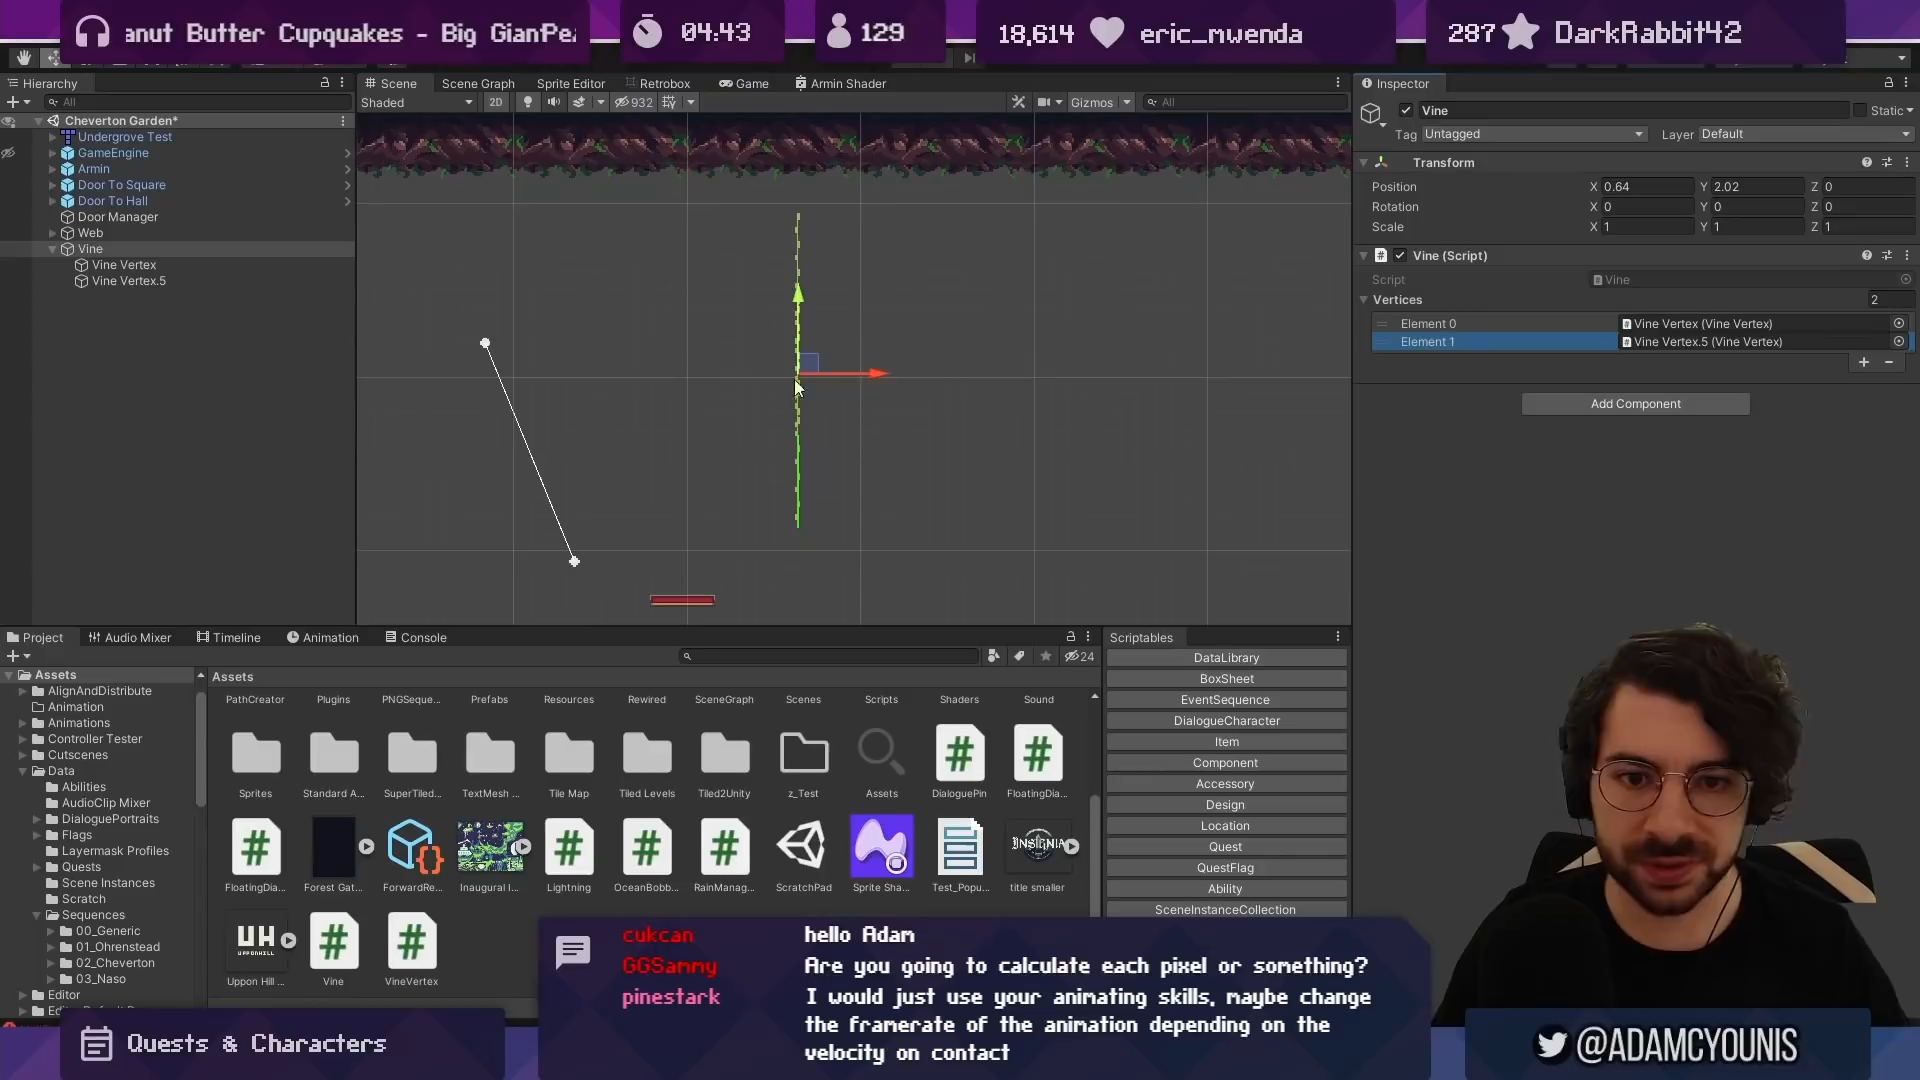 anut Butter Cupquakes - Big GianPea
04:43
129
18,614 eric_mwenda
287 DarkRabbit42
Hierarchy
All
Cheverton Garden*
Undergrove Test
GameEngine
Armin
Door To Square
Door To Hall
Door Manager
Web
Vine
Vine Vertex
Vine Vertex.5
Scene
Scene Graph
Sprite Editor
Retrobox
Game
Armin Shader
Shaded
2D
932
Gizmos
All
Inspector
Vine
Static
Tag Untagged
Layer Default
Transform
Position X 0.64 Y 2.02 Z 0
Rotation X 0 Y 0 Z 0
Scale X 1 Y 1 Z 1
Vine (Script)
Script Vine
Vertices 2
Element 0 Vine Vertex (Vine Vertex)
Element 1 Vine Vertex.5 (Vine Vertex)
Add Component
Project
Audio Mixer
Timeline
Animation
Console
24
Assets
AlignAndDistribute
Animation
Animations
Controller Tester
Cutscenes
Data
Abilities
AudioClip Mixer
DialoguePortraits
Flags
Layermask Profiles
Quests
Scene Instances
Scratch
Sequences
00_Generic
01_Ohrenstead
02_Cheverton
03_Naso
Editor
Assets
PathCreator
Plugins
PNGSeque...
Prefabs
Resources
Rewired
SceneGraph
Scenes
Scripts
Shaders
Sound
Sprites
Standard A...
SuperTiled...
TextMesh ...
Tile Map
Tiled Levels
Tiled2Unity
z_Test
Assets
DialoguePin
FloatingDia...
FloatingDia...
Forest Gat...
ForwardRe...
Inaugural I...
Lightning
OceanBobb...
RainManag...
ScratchPad
Sprite Sha...
Test_Popu...
INSIGNIA
title smaller
UH
UPPONHILL
Uppon Hill ...
Vine
VineVertex
Scriptables
DataLibrary
BoxSheet
EventSequence
DialogueCharacter
Item
Component
Accessory
Design
Location
Quest
QuestFlag
Ability
SceneInstanceCollection
cukcan hello Adam
GGSammy Are you going to calculate each pixel or something?
pinestark I would just use your animating skills, maybe change
the framerate of the animation depending on the
velocity on contact
Quests & Characters
@ADAMCYOUNIS